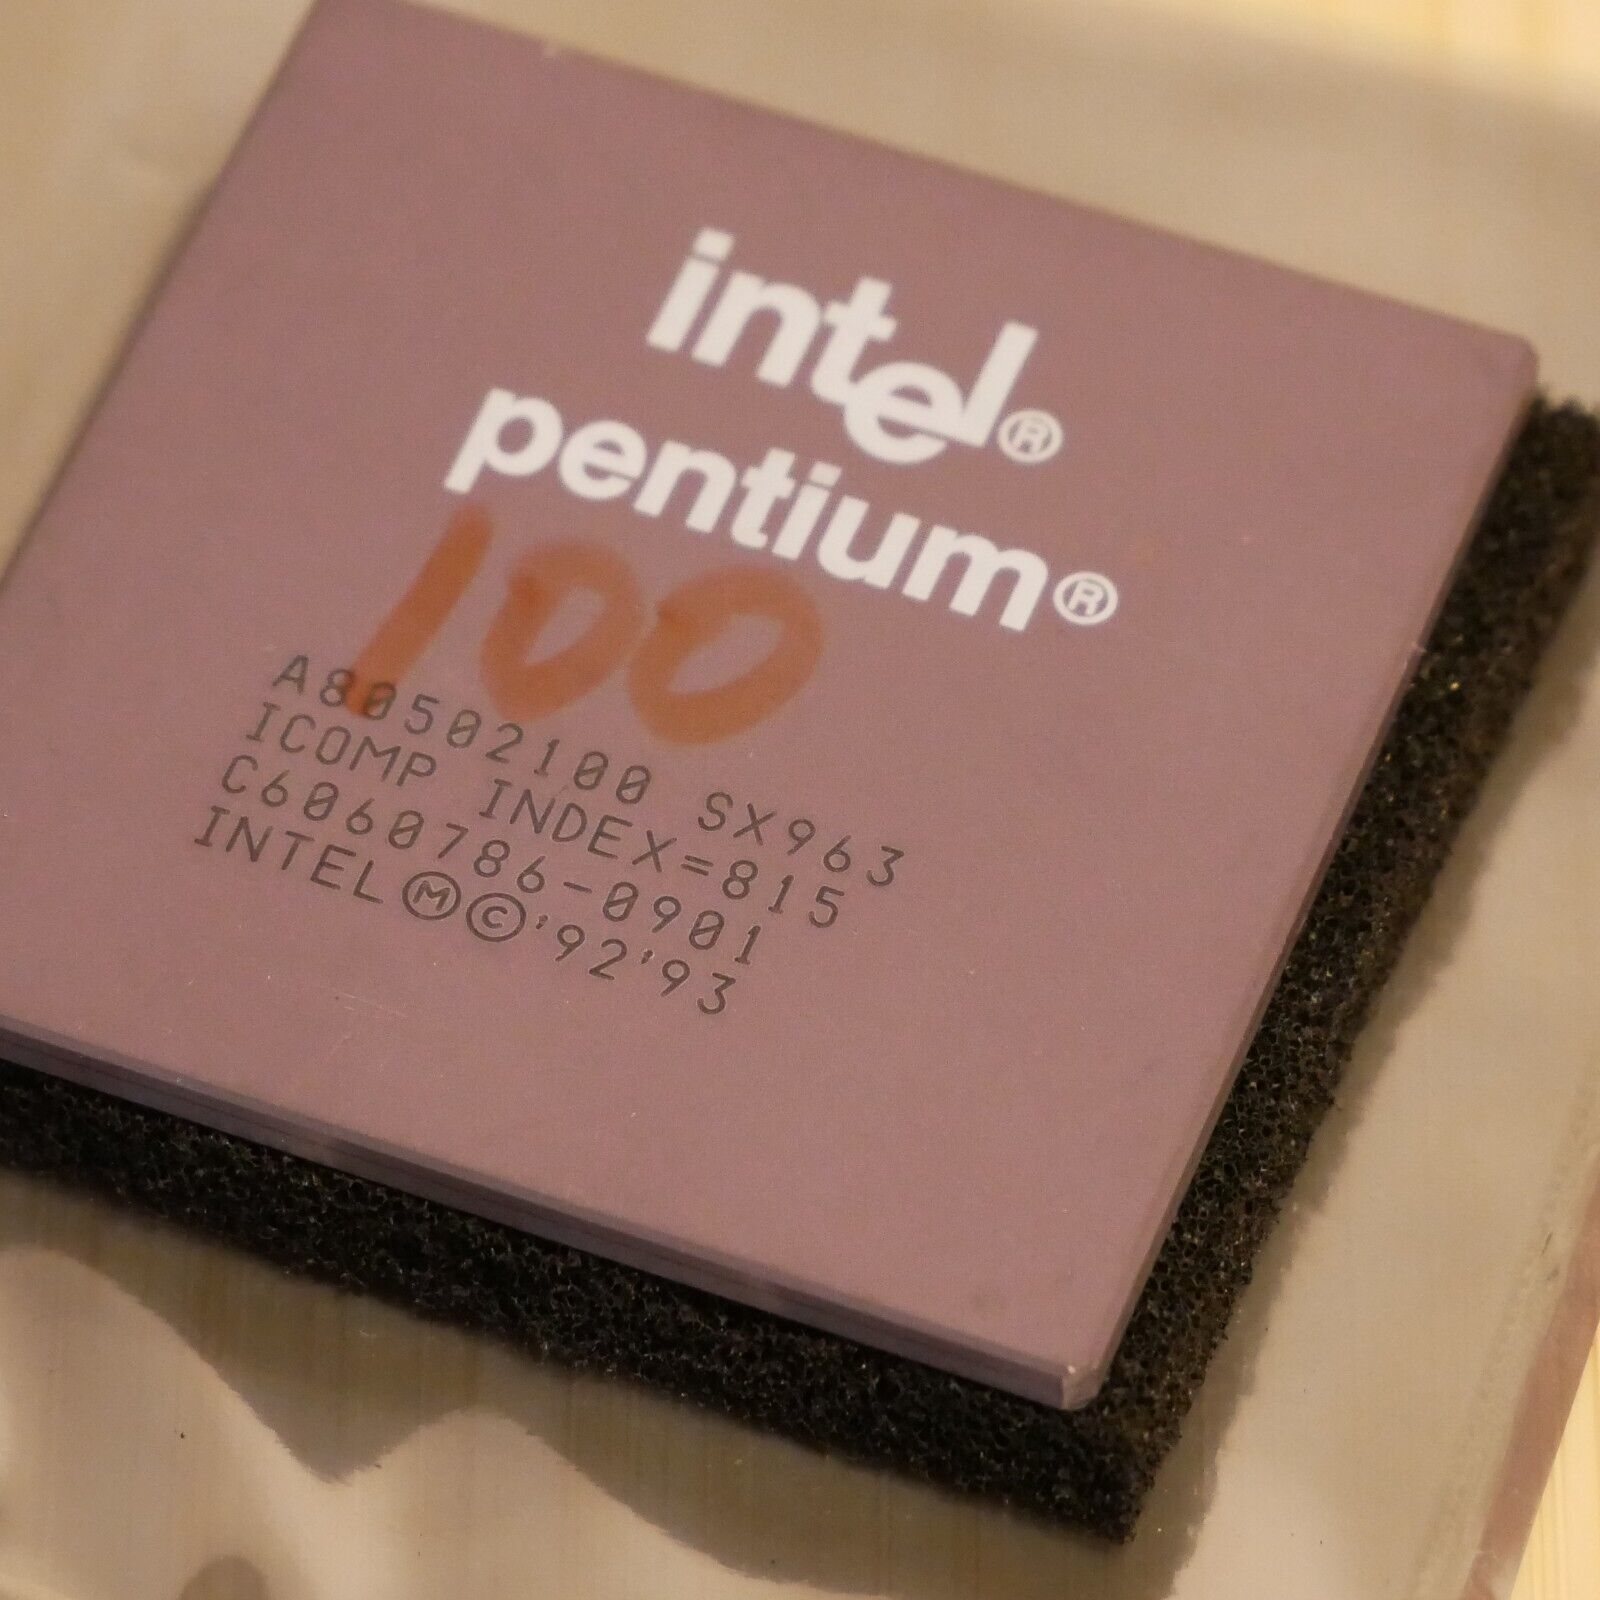 intel®
pentium®
100
A80502100 SX963
ICOMP INDEX=815
C6060786-0901
INTEL Ⓜ © '92 '93